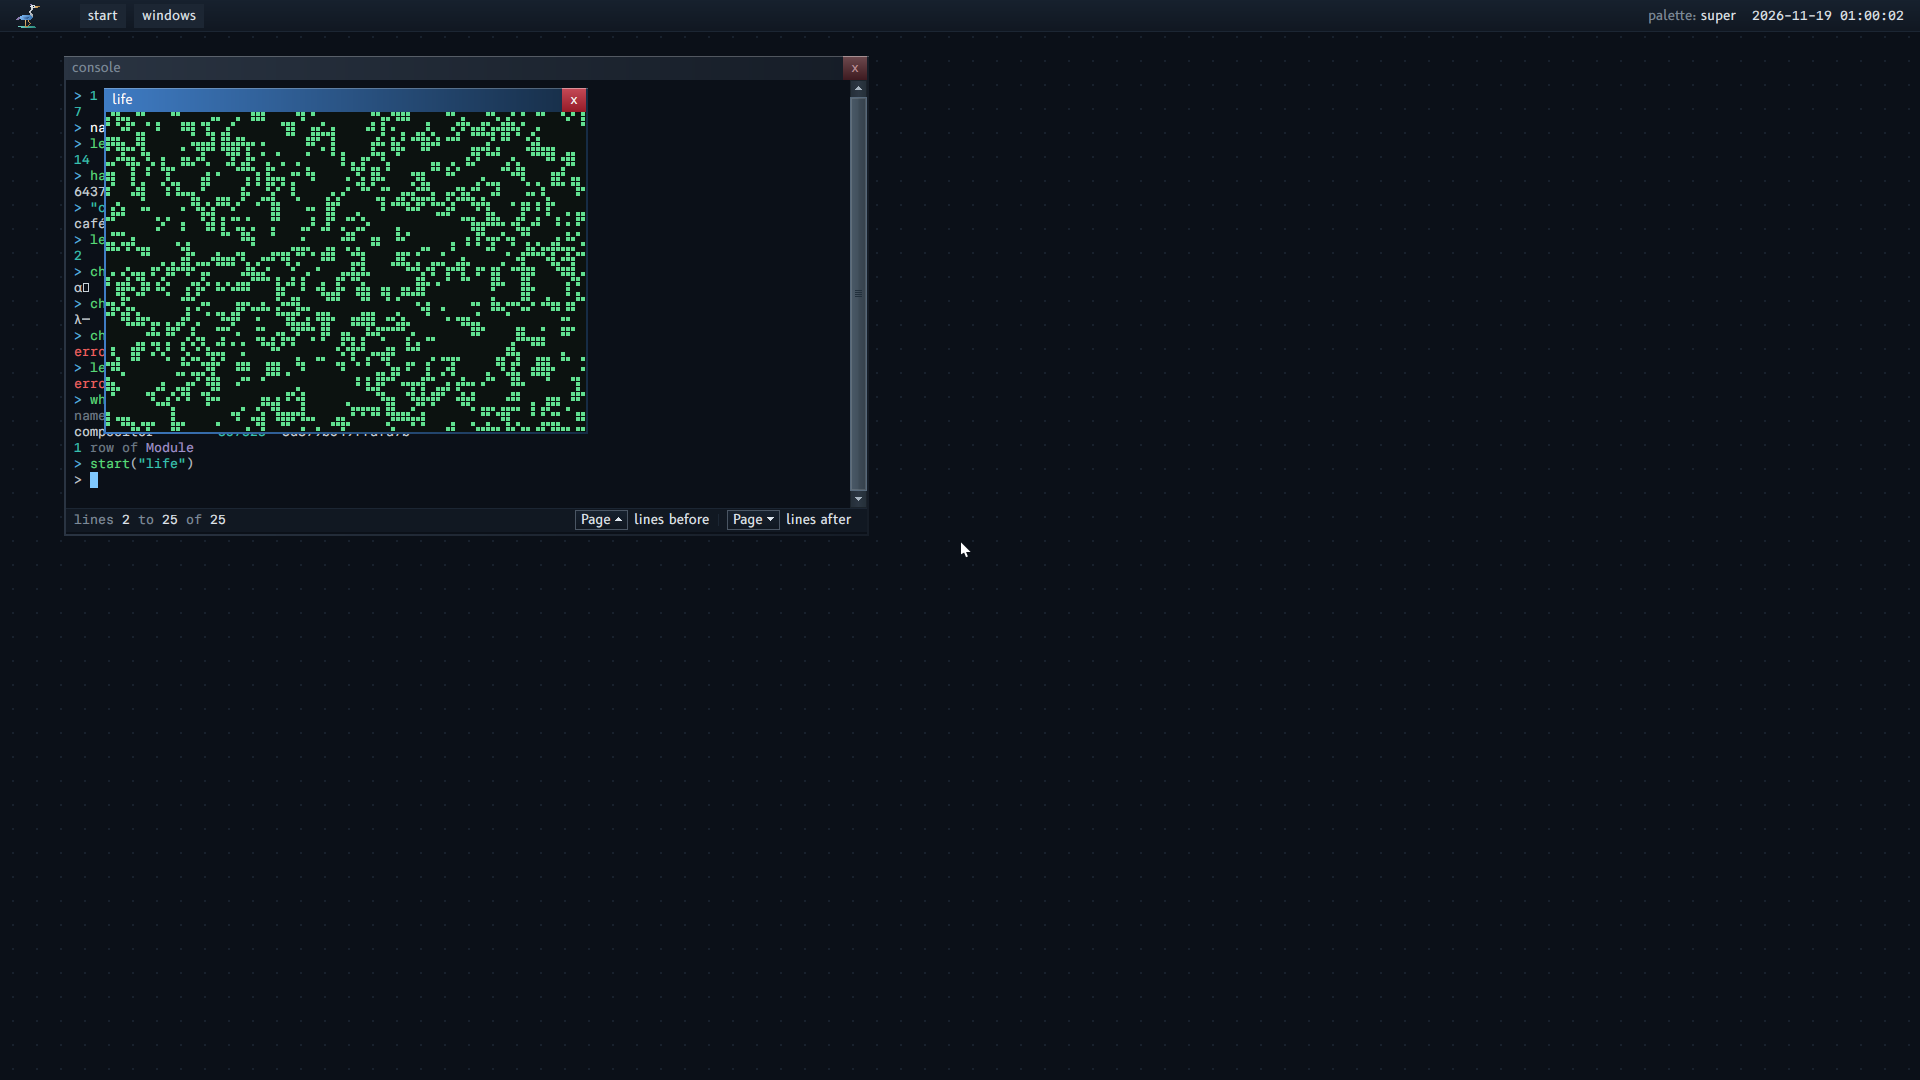 start windows palette: super 2026-11-19 01:00:02
console x
life x
> 1
7
> na
> le
14
> ha
6437
> "c
café
> le
2
> ch
α
> ch
λ—
> ch
erro
> le
erro
> wh
name
1 row of Module
> start("life")
>
lines 2 to 25 of 25 Page lines before Page lines after